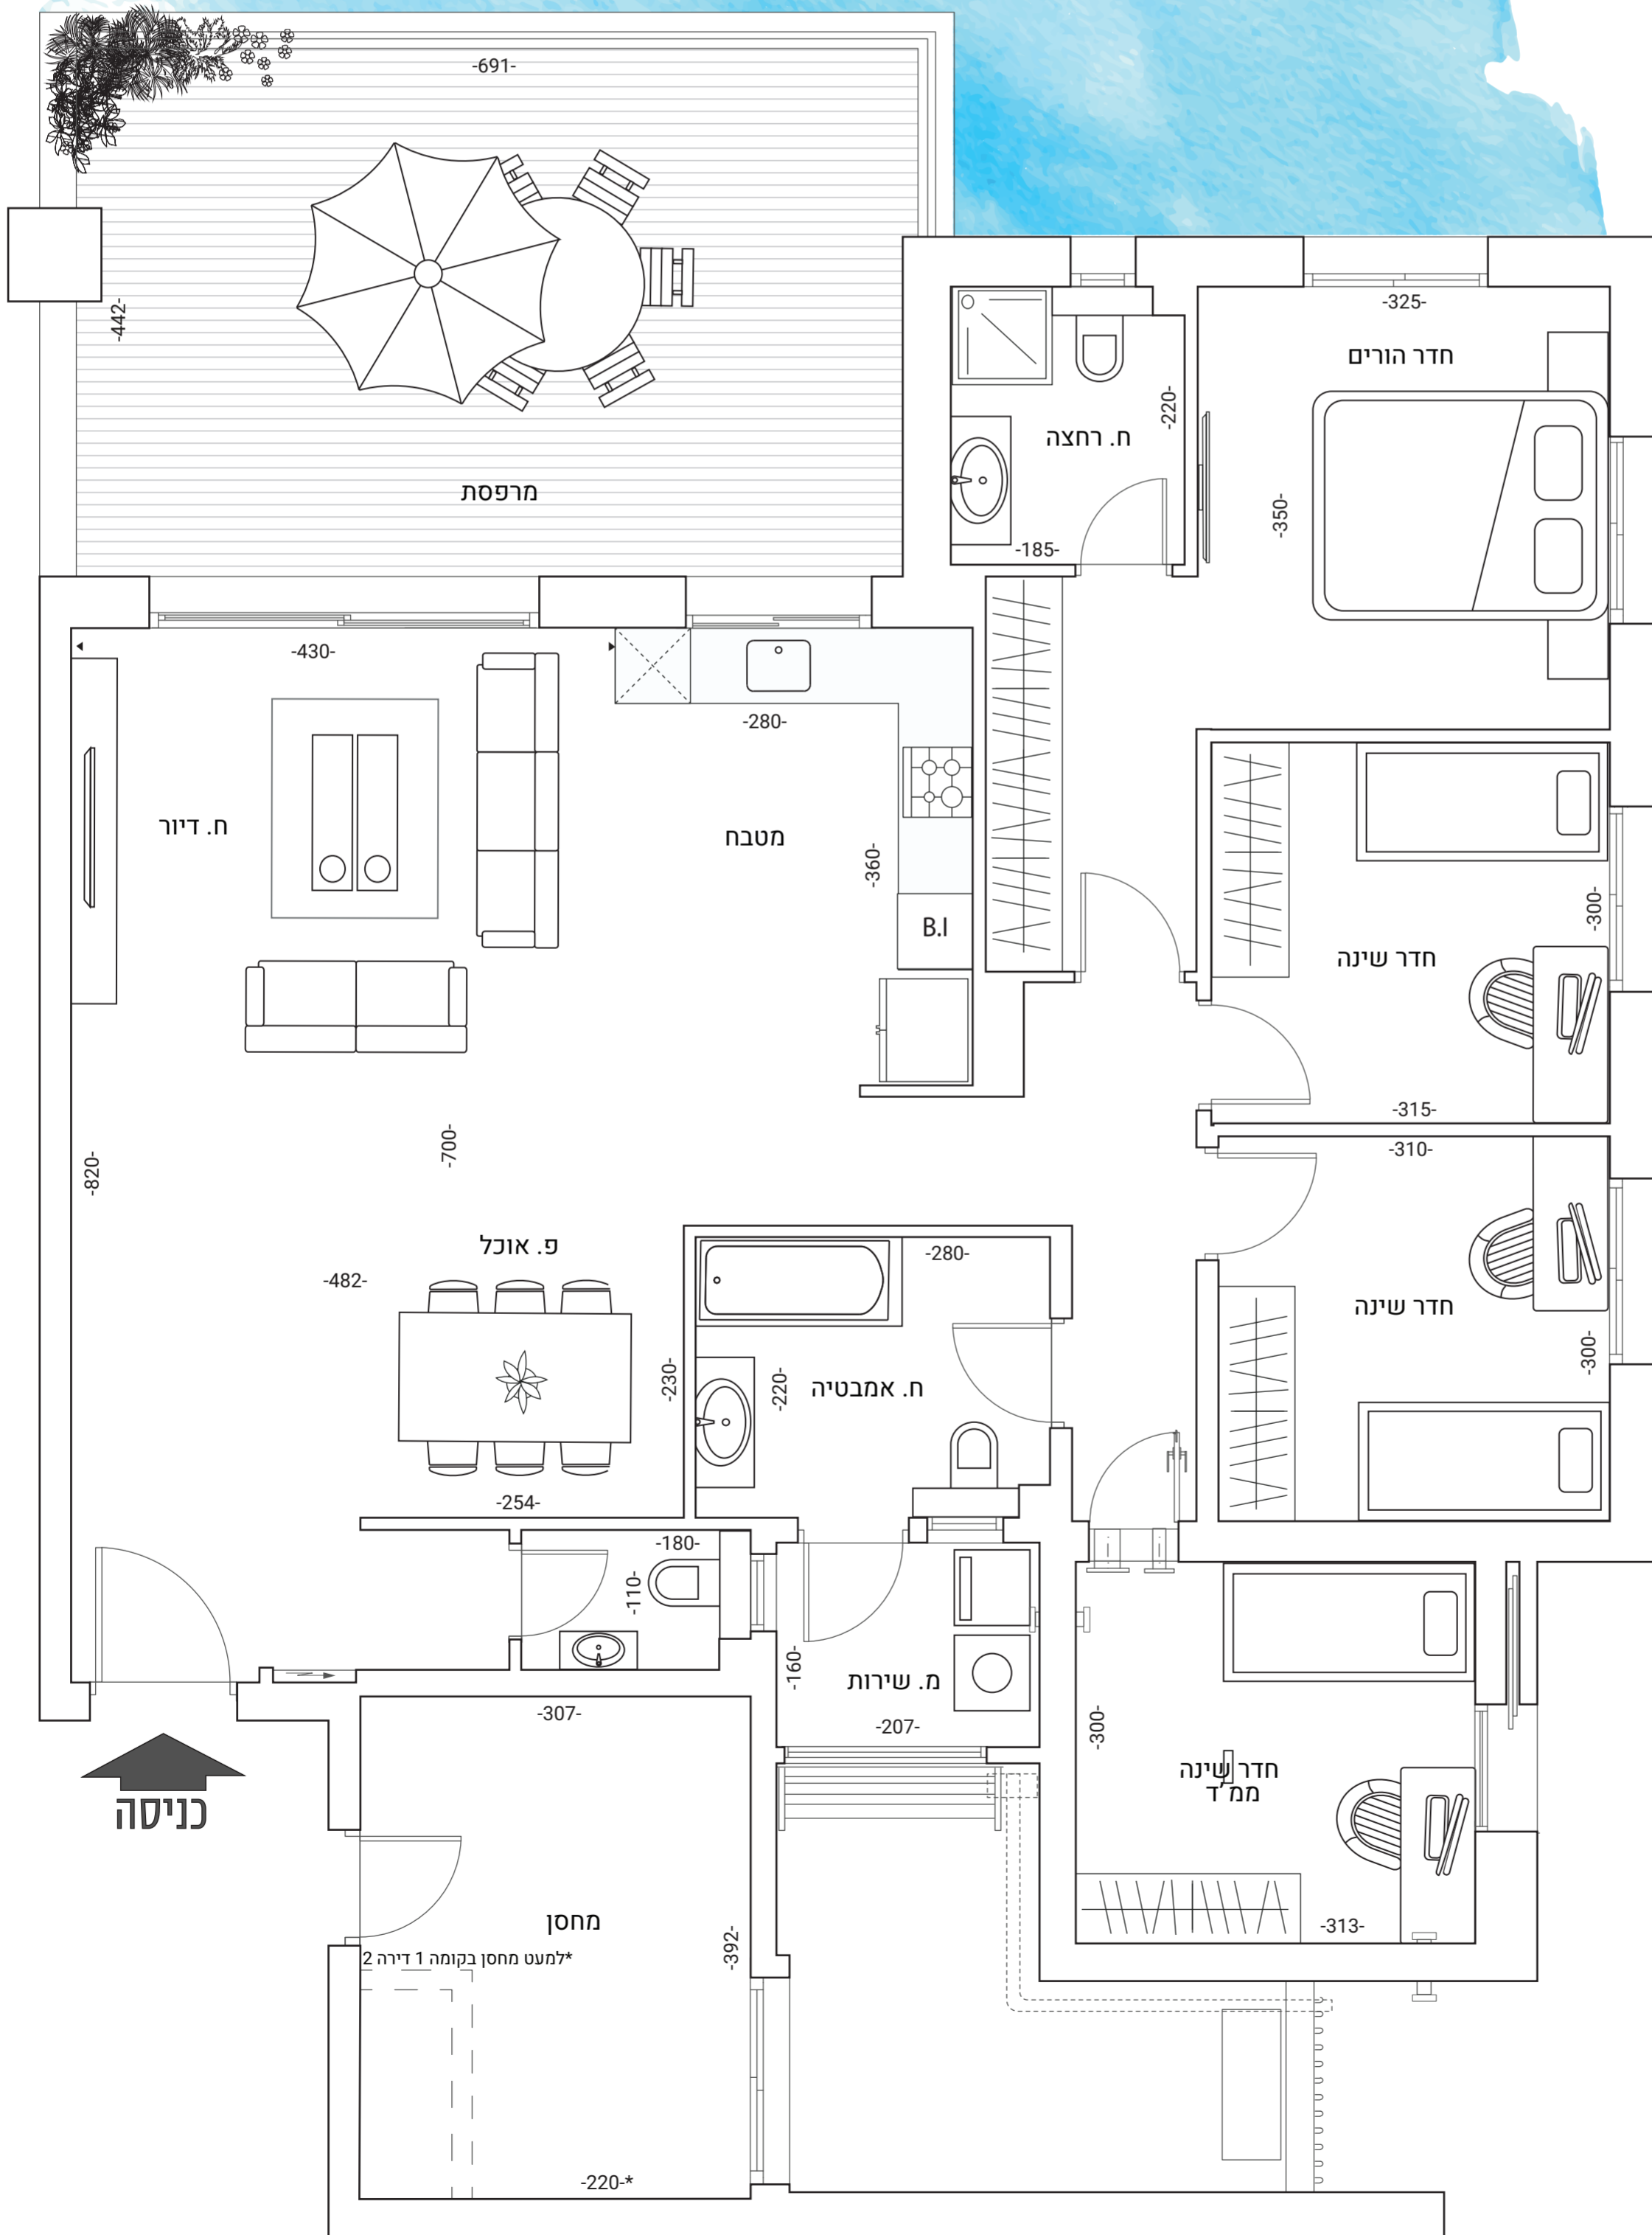 -691-
-442-
מרפסת
-325-
חדר הורים
-220-
ח. רחצה
-350-
-185-
-430-
-280-
ח. דיור
מטבח
-360-
B.I
-300-
חדר שינה
-315-
-310-
-700-
-820-
פ. אוכל
-482-
-280-
-230-
-220-
ח. אמבטיה
חדר שינה
-300-
-254-
-180-
-110-
-160-
מ. שירות
-207-
-307-
-300-
חדר שינה
ממ'ד
כניסה
-313-
מחסן
-392-
*למעט מחסן בקומה 1 דירה 2
-220-*